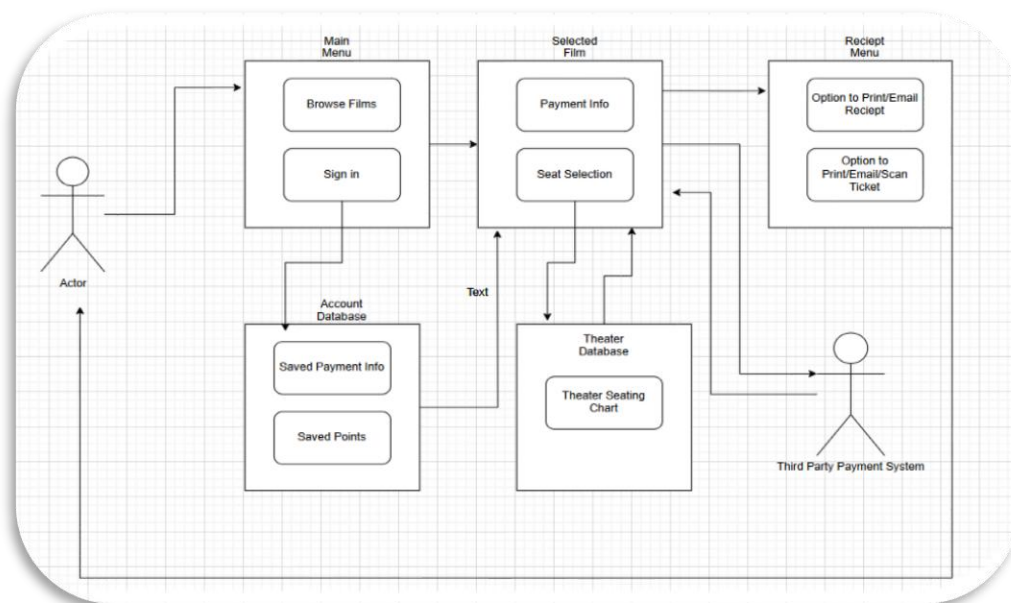 Main
Menu
Selected
Film
Reciept
Menu
Browse Films
Payment Info
Option to Print/Email
Reciept
Sign in
Seat Selection
Option to
Print/Email/Scan
Ticket
Actor
Text
Account
Database
Theater
Database
Saved Payment Info
Theater Seating
Chart
Saved Points
Third Party Payment System